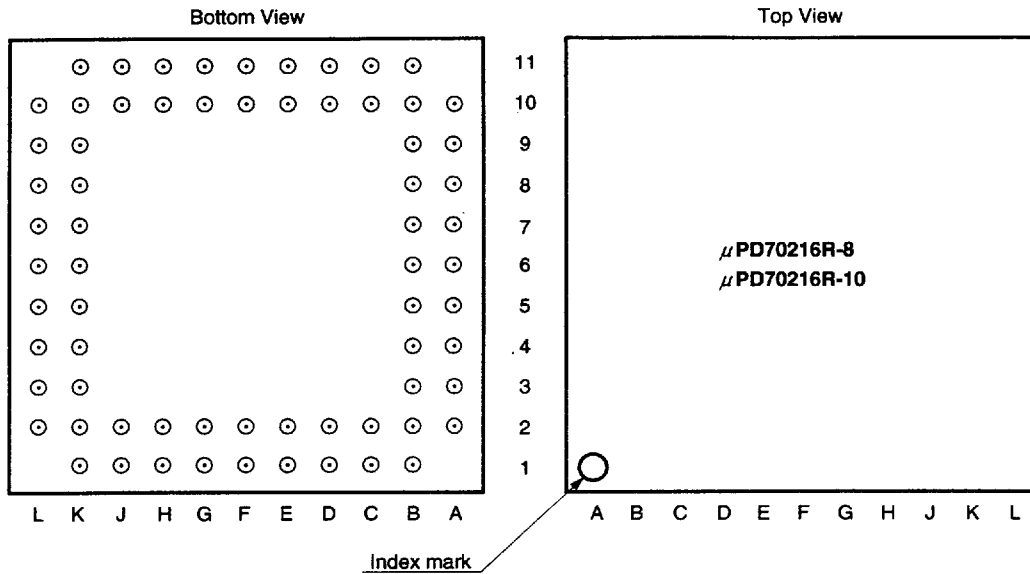 Bottom View
Top View
11
10
9
8
7
6
5
4
3
2
1
μPD70216R-8
μPD70216R-10
L K J H G F E D C B A
A B C D E F G H J K L
Index mark